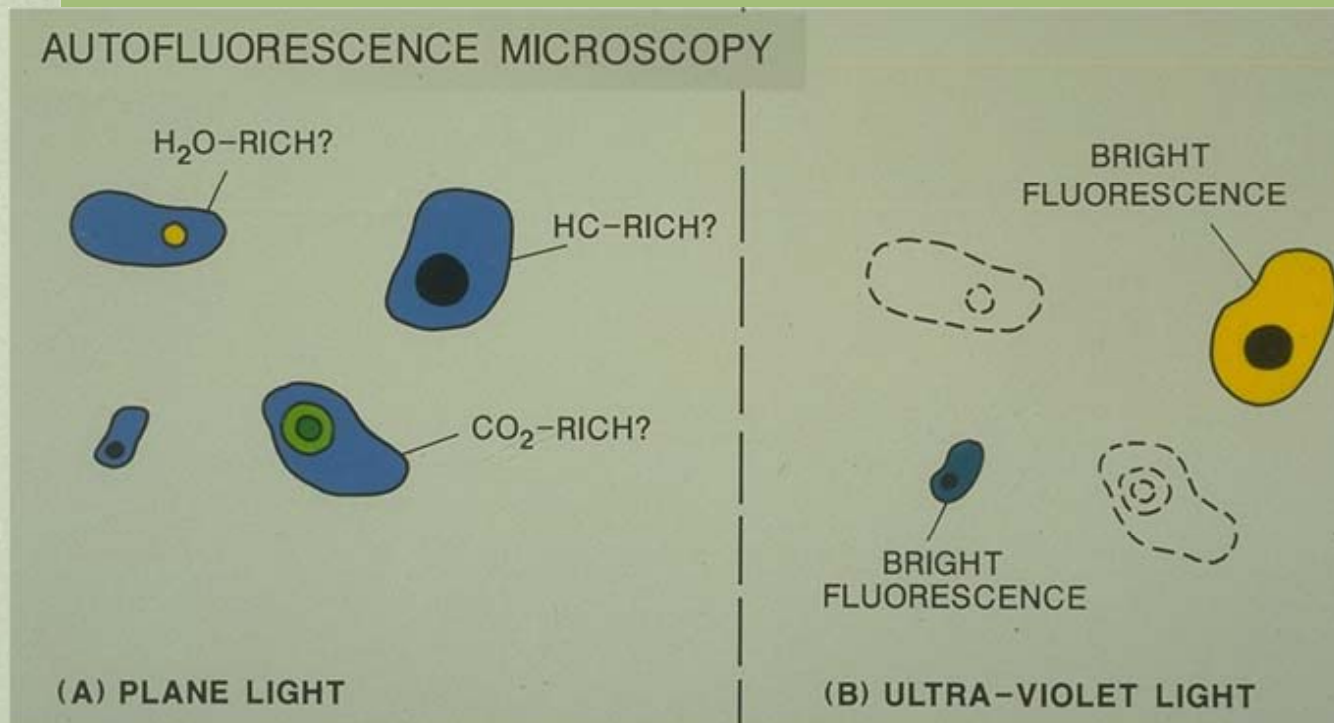 AUTOFLUORESCENCE MICROSCOPY
H₂O-RICH?
HC-RICH?
CO₂-RICH?
(A) PLANE LIGHT
BRIGHT
FLUORESCENCE
BRIGHT
FLUORESCENCE
(B) ULTRA-VIOLET LIGHT